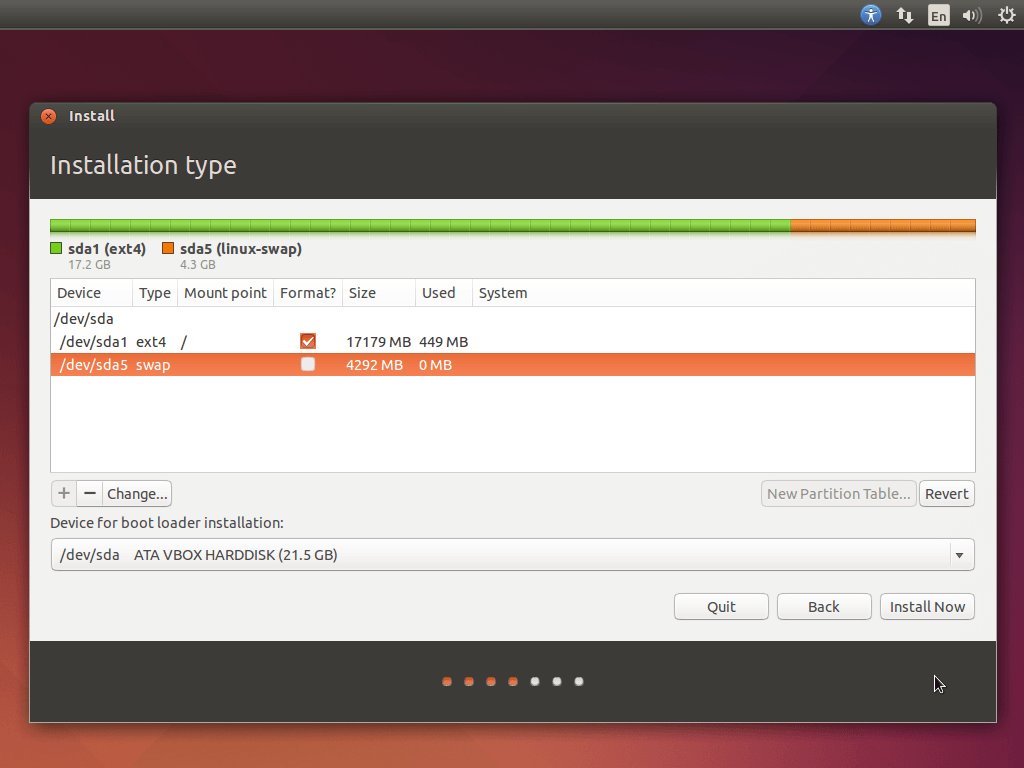 En
Install
Installation type
sda1 (ext4) sda5 (linux-swap)
17.2 GB 4.3 GB
Device Type Mount point Format? Size Used System
/dev/sda
/dev/sda1 ext4 / 17179 MB 449 MB
/dev/sda5 swap 4292 MB 0 MB
+ − Change... New Partition Table... Revert
Device for boot loader installation:
/dev/sda ATA VBOX HARDDISK (21.5 GB)
Quit Back Install Now